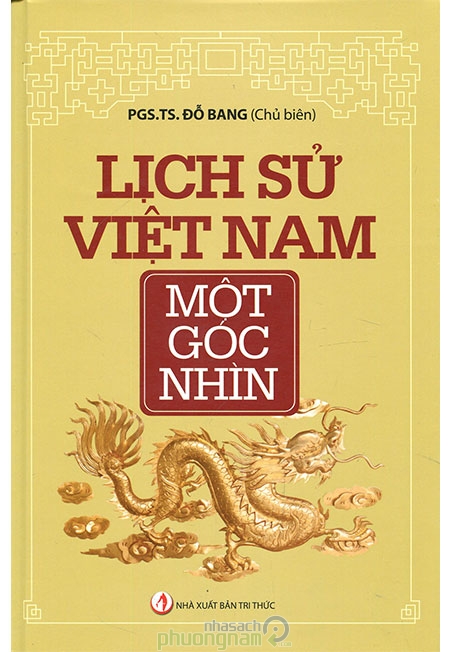 PGS.TS. ĐỖ BANG (Chủ biên)
LỊCH SỬ
VIỆT NAM
MỘT
GÓC
NHÌN
NHÀ XUẤT BẢN TRI THỨC
nhasach
phuongnam